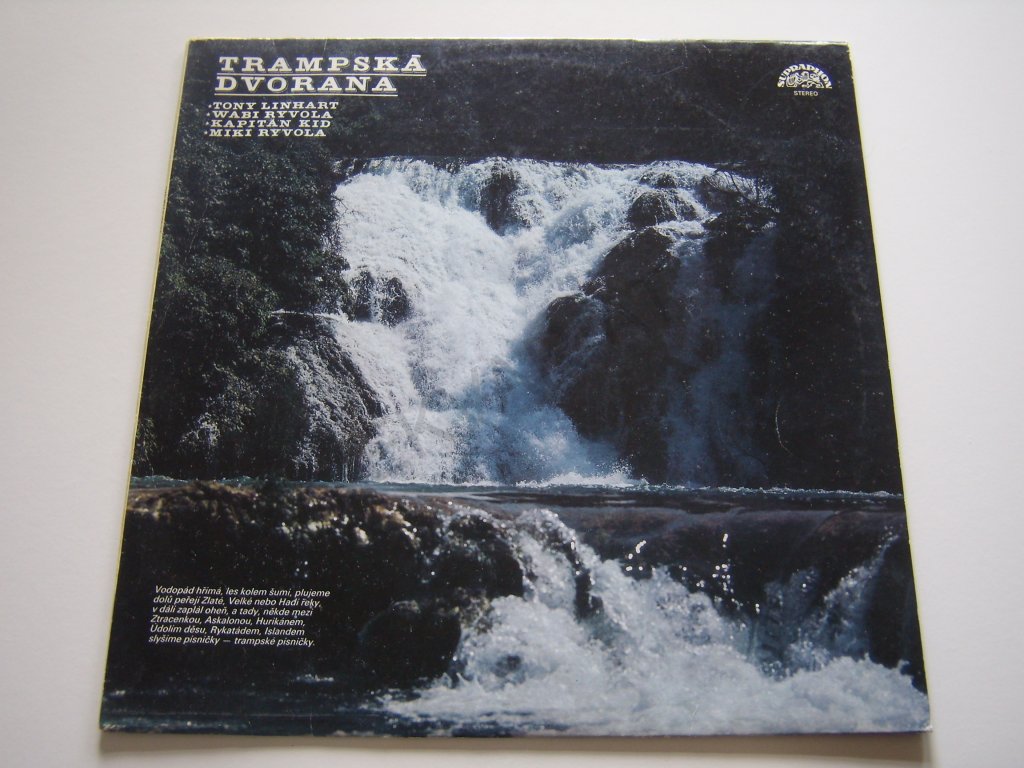 TRAMPSKÁ
DVORANA
•TONY LINHART
•WABI RYVOLA
•KAPITÁN KID
•MIKI RYVOLA
SUPRAPHON
STEREO
Vodopád hřímá, les kolem šumí, plujeme
dolů peřejí Zlaté, Velké nebo Hadí řeky,
v dáli zaplál oheň, a tady, někde mezi
Ztracenkou, Askalonou, Hurikánem,
Údolím děsu, Rykatádem, Islandem
slyšíme písničky — trampské písničky.